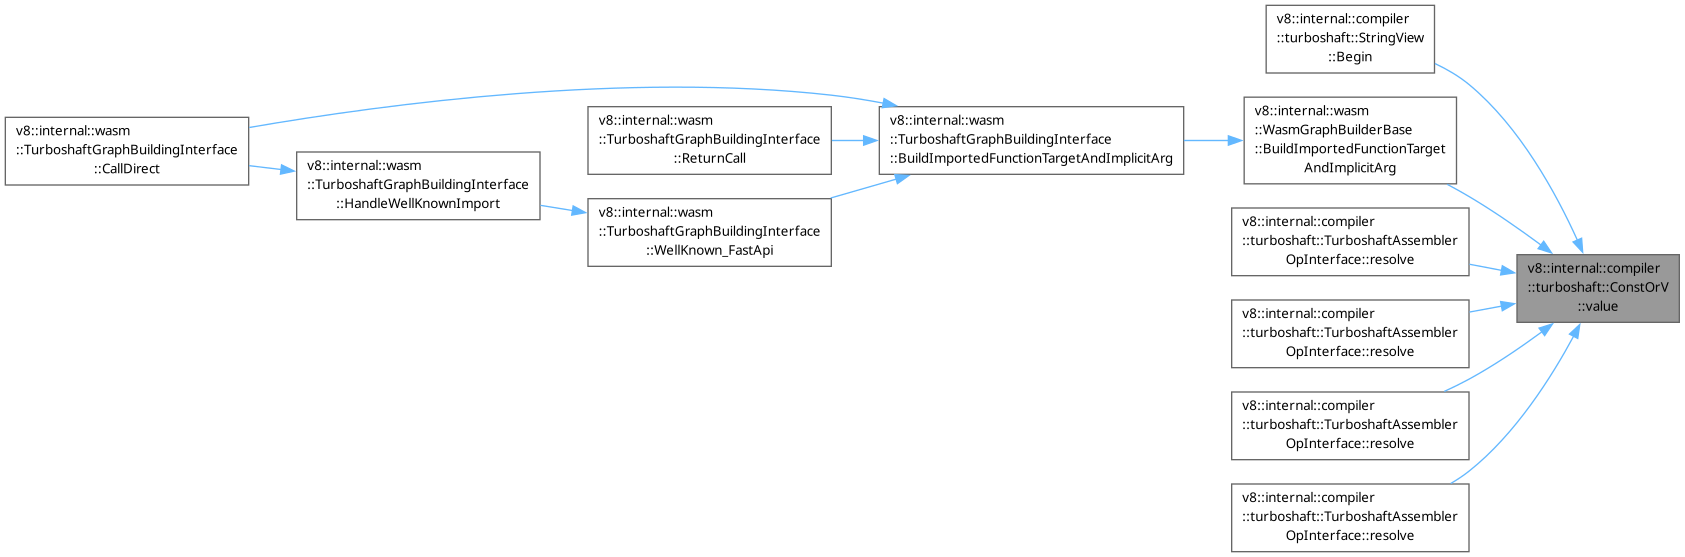 v8::internal::compiler
::turboshaft::StringView
::Begin
v8::internal::wasm
::WasmGraphBuilderBase
::BuildImportedFunctionTarget
AndImplicitArg
v8::internal::wasm
::TurboshaftGraphBuildingInterface
::CallDirect
v8::internal::wasm
::TurboshaftGraphBuildingInterface
::HandleWellKnownImport
v8::internal::wasm
::TurboshaftGraphBuildingInterface
::ReturnCall
v8::internal::wasm
::TurboshaftGraphBuildingInterface
::WellKnown_FastApi
v8::internal::wasm
::TurboshaftGraphBuildingInterface
::BuildImportedFunctionTargetAndImplicitArg
v8::internal::compiler
::turboshaft::TurboshaftAssembler
OpInterface::resolve
v8::internal::compiler
::turboshaft::TurboshaftAssembler
OpInterface::resolve
v8::internal::compiler
::turboshaft::TurboshaftAssembler
OpInterface::resolve
v8::internal::compiler
::turboshaft::TurboshaftAssembler
OpInterface::resolve
v8::internal::compiler
::turboshaft::ConstOrV
::value